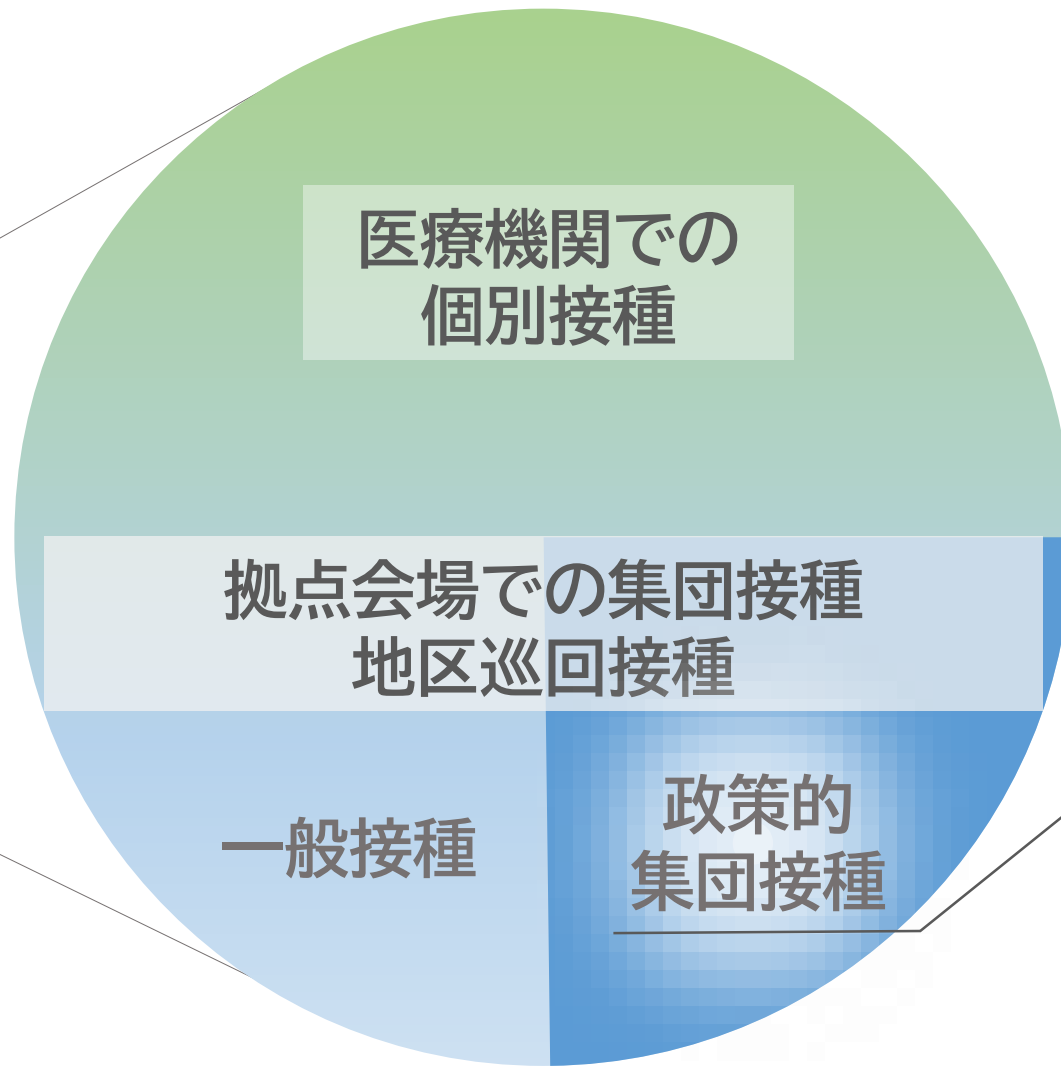 医療機関での
個別接種
拠点会場での集団接種
地区巡回接種
一般接種
政策的
集団接種